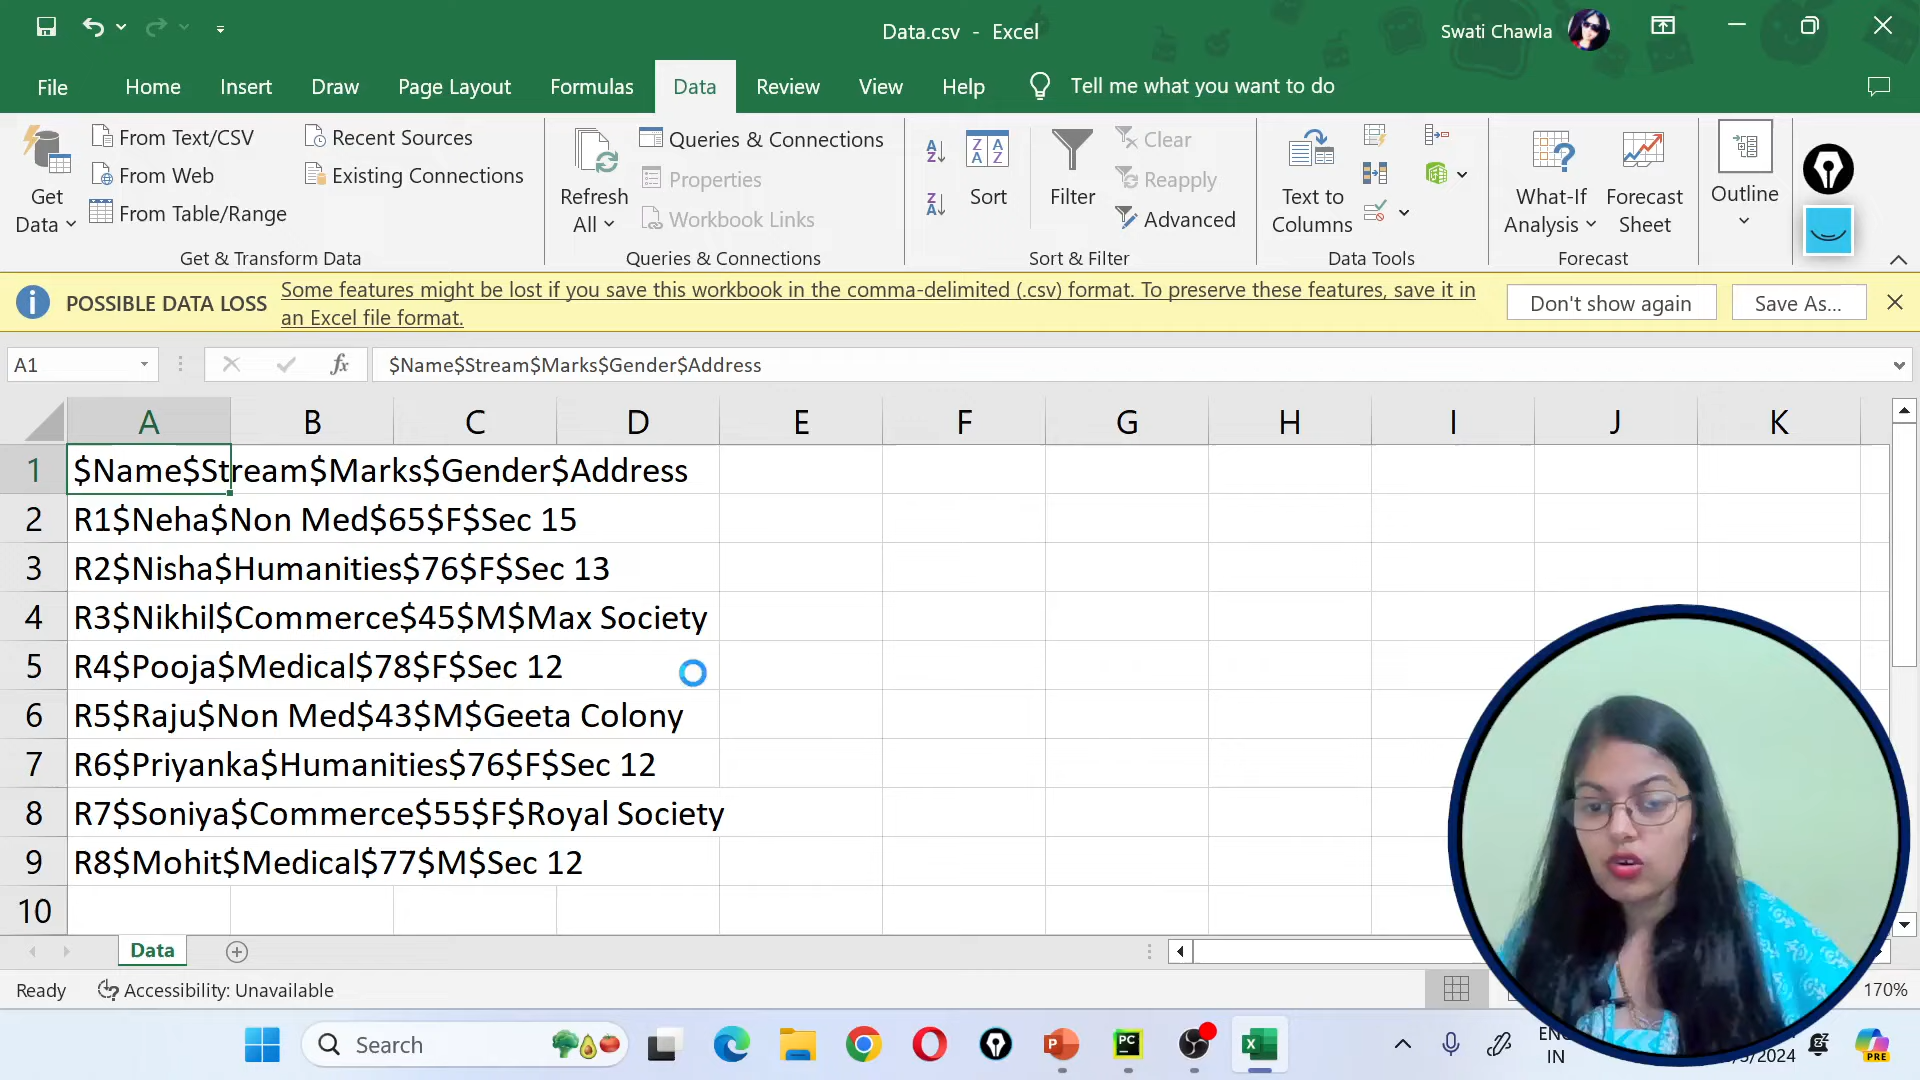 Data.csv - Excel
Swati Chawla
File Home Insert Draw Page Layout Formulas Data Review View Help Tell me what you want to do
Get Data
From Text/CSV
From Web
From Table/Range
Recent Sources
Existing Connections
Get & Transform Data
Refresh All
Queries & Connections
Properties
Workbook Links
Queries & Connections
Sort
Filter
Clear
Reapply
Advanced
Sort & Filter
Text to Columns
Data Tools
What-If Analysis
Forecast Sheet
Forecast
Outline
POSSIBLE DATA LOSS
Some features might be lost if you save this workbook in the comma-delimited (.csv) format. To preserve these features, save it in
an Excel file format.
Don't show again
Save As...
A1
fx
$Name$Stream$Marks$Gender$Address
A B C D E F G H I J K
1 $Name$Stream$Marks$Gender$Address
2 R1$Neha$Non Med$65$F$Sec 15
3 R2$Nisha$Humanities$76$F$Sec 13
4 R3$Nikhil$Commerce$45$M$Max Society
5 R4$Pooja$Medical$78$F$Sec 12
6 R5$Raju$Non Med$43$M$Geeta Colony
7 R6$Priyanka$Humanities$76$F$Sec 12
8 R7$Soniya$Commerce$55$F$Royal Society
9 R8$Mohit$Medical$77$M$Sec 12
10
Data
Ready
Accessibility: Unavailable
170%
Search
IN
PRE